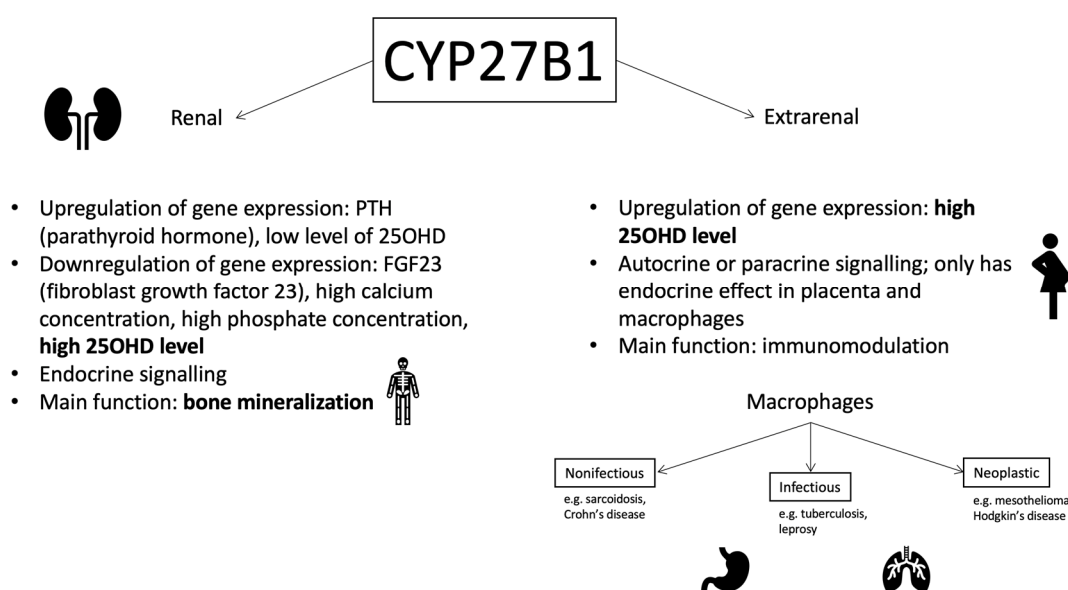 CYP27B1
Renal
Extrarenal
• Upregulation of gene expression: PTH
(parathyroid hormone), low level of 25OHD
• Downregulation of gene expression: FGF23
(fibroblast growth factor 23), high calcium
concentration, high phosphate concentration,
high 25OHD level
• Endocrine signalling
• Main function: bone mineralization
• Upregulation of gene expression: high
25OHD level
• Autocrine or paracrine signalling; only has
endocrine effect in placenta and
macrophages
• Main function: immunomodulation
Macrophages
Nonifectious
e.g. sarcoidosis,
Crohn's disease
Infectious
e.g. tuberculosis,
leprosy
Neoplastic
e.g. mesothelioma
Hodgkin's disease